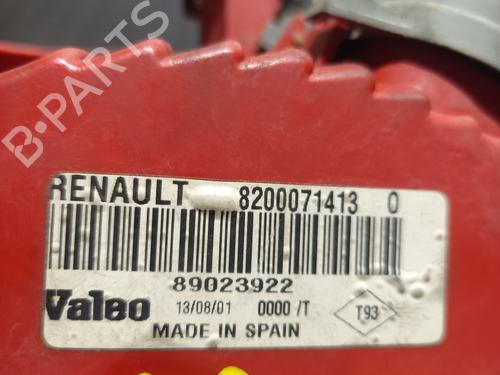 B-PARTS
RENAULT 8200071413 0
89023922
Valeo 13/08/01 0000 /T T93
MADE IN SPAIN